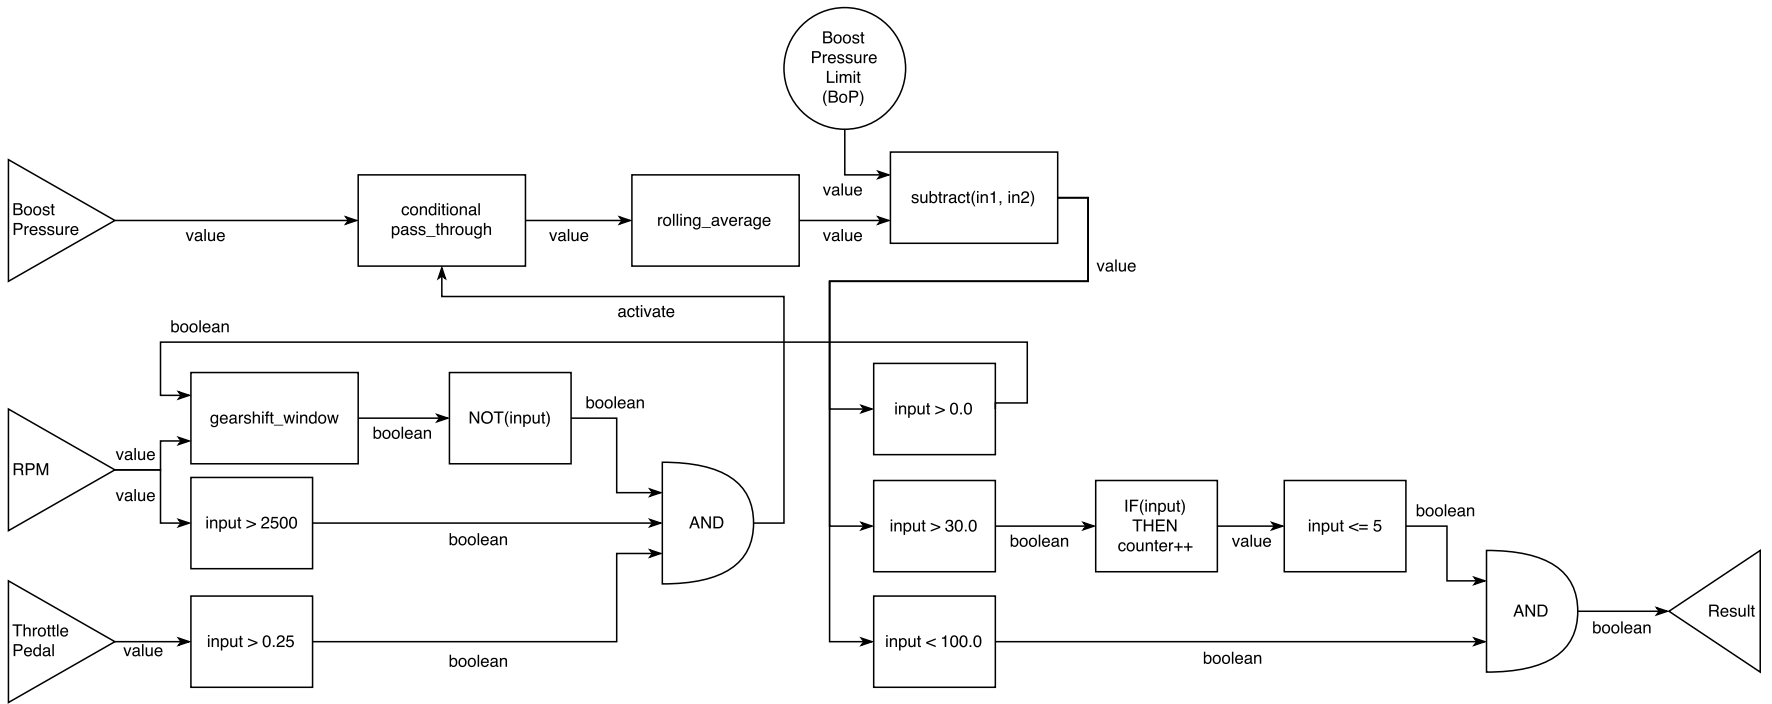 Boost
Pressure
Limit
(BoP)
value
subtract(in1, in2)
Boost
Pressure
value
conditional
pass_through
value
rolling_average
value
value
activate
boolean
gearshift_window
boolean
NOT(input)
boolean
input > 0.0
RPM
value
value
input > 2500
boolean
AND
input > 30.0
boolean
IF(input)
THEN
counter++
value
input <= 5
boolean
Throttle
Pedal
value
input > 0.25
boolean
input < 100.0
boolean
AND
boolean
Result